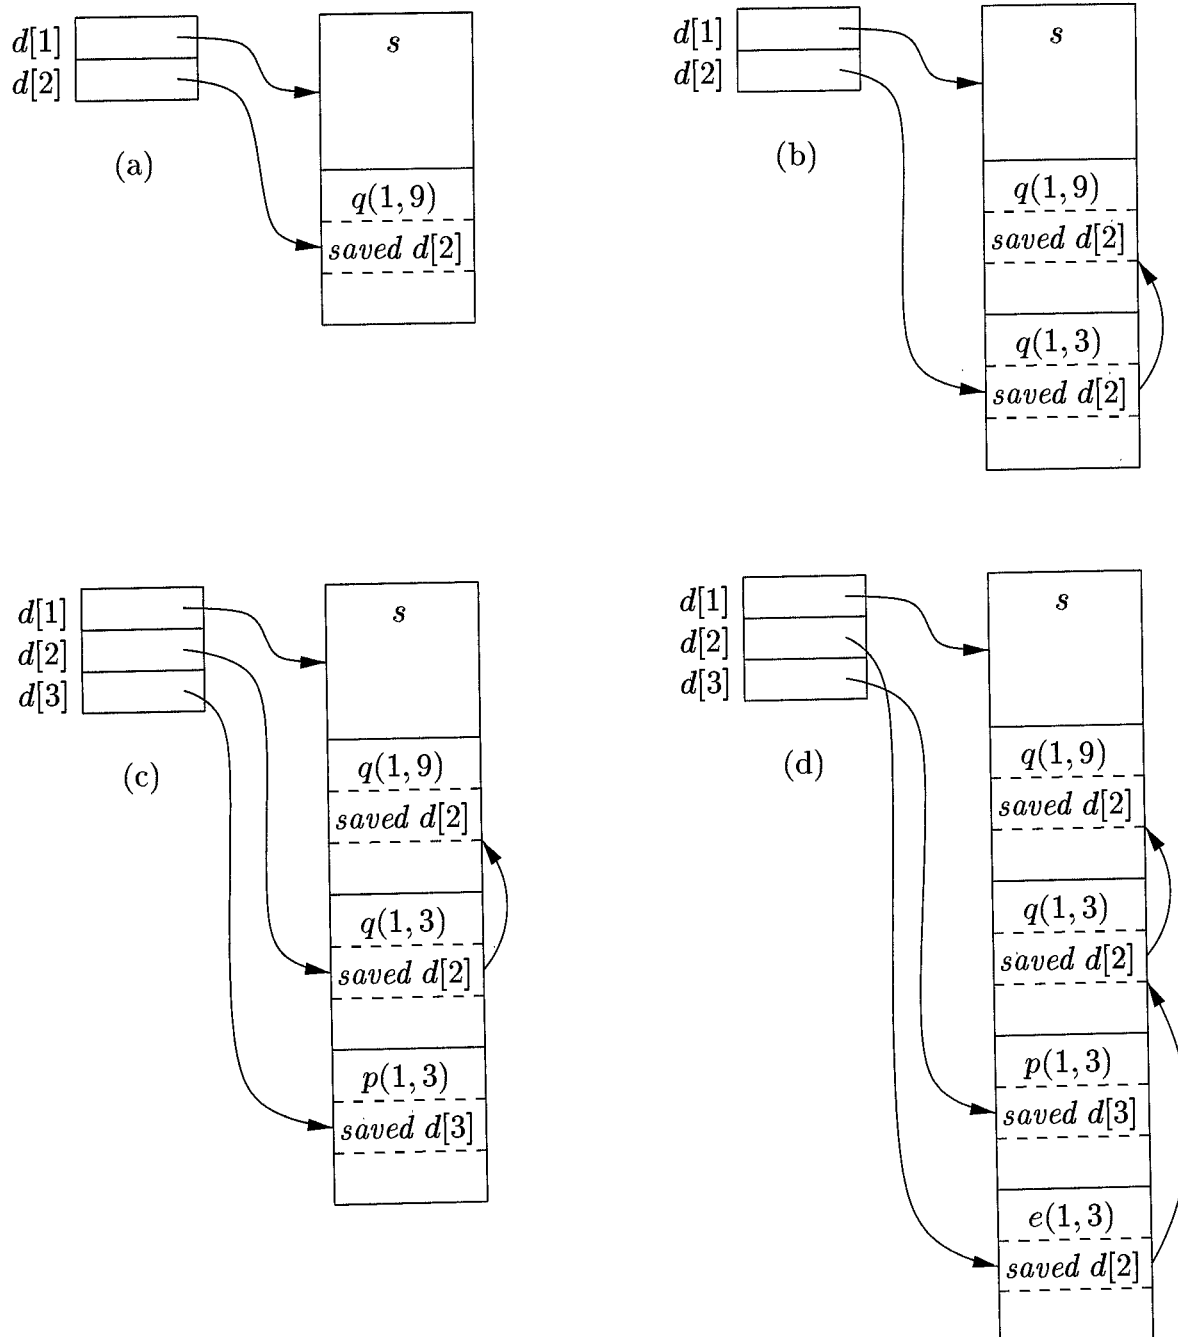 d[1]
d[2]
s
q(1, 9)
saved d[2]
(a)
d[1]
d[2]
s
q(1, 9)
saved d[2]
q(1, 3)
saved d[2]
(b)
d[1]
d[2]
d[3]
s
q(1, 9)
saved d[2]
q(1, 3)
saved d[2]
p(1, 3)
saved d[3]
(c)
d[1]
d[2]
d[3]
s
q(1, 9)
saved d[2]
q(1, 3)
saved d[2]
p(1, 3)
saved d[3]
e(1, 3)
saved d[2]
(d)